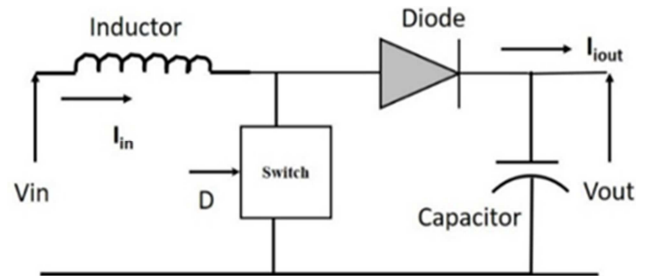 Diode
Inductor
Iiout
Iin
Switch
Vin
D
Vout
Capacitor